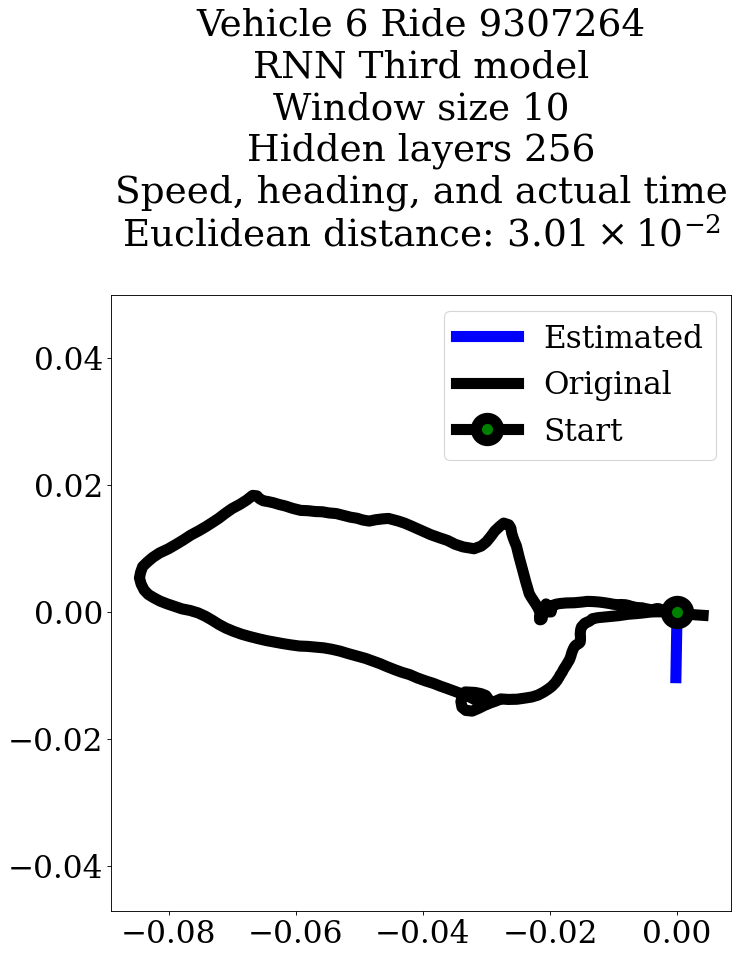 Vehicle 6 Ride 9307264
RNN Third model
Window size 10
Hidden layers 256
Speed, heading, and actual time
Euclidean distance: 3.01 × 10⁻²
Estimated
Original
Start
0.04
0.02
0.00
−0.02
−0.04
−0.08 −0.06 −0.04 −0.02 0.00